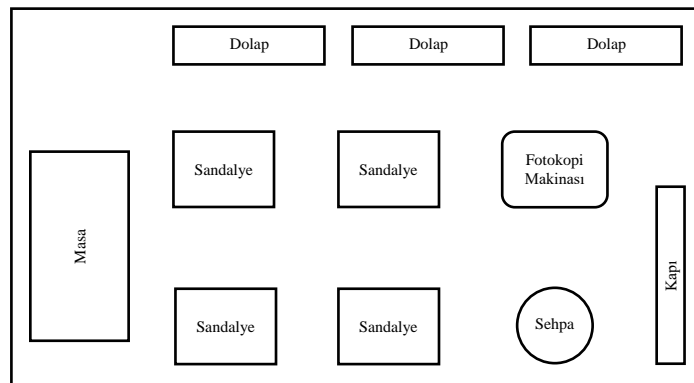 Dolap
Dolap
Dolap
Sandalye
Sandalye
Fotokopi
Makinası
Masa
Kapı
Sandalye
Sandalye
Sehpa